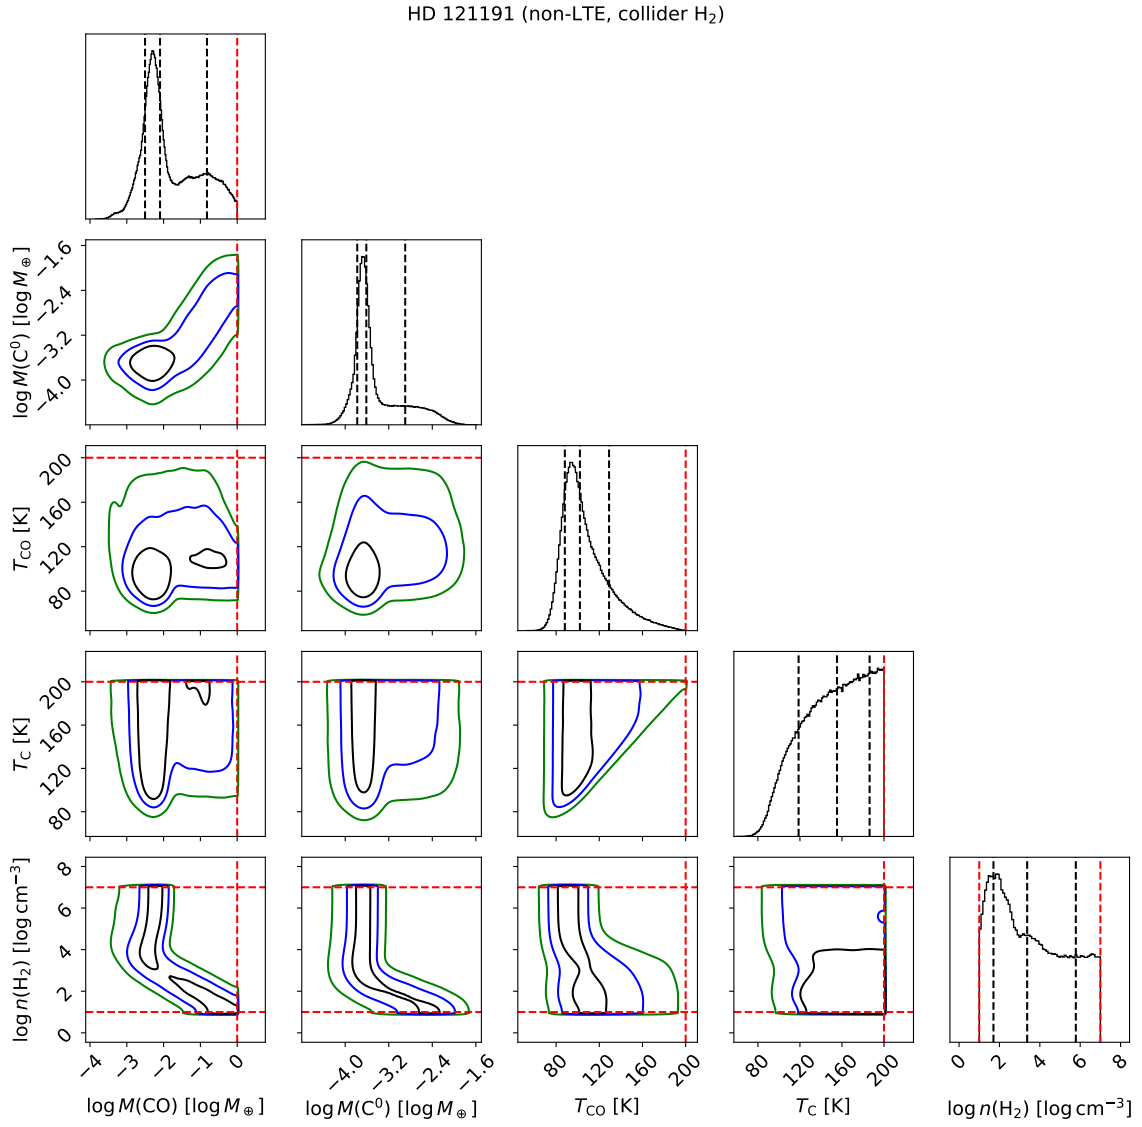 HD 121191 (non-LTE, collider H₂)
log M(C⁰) [log M⊕]
−1.6
−2.4
−3.2
−4.0
T_CO [K]
200
160
120
80
T_C [K]
200
160
120
80
log n(H₂) [log cm⁻³]
8
6
4
2
0
−4 −3 −2 −1 0
−4.0 −3.2 −2.4 −1.6
80 120 160 200
80 120 160 200
0 2 4 6 8
log M(CO) [log M⊕]
log M(C⁰) [log M⊕]
T_CO [K]
T_C [K]
log n(H₂) [log cm⁻³]